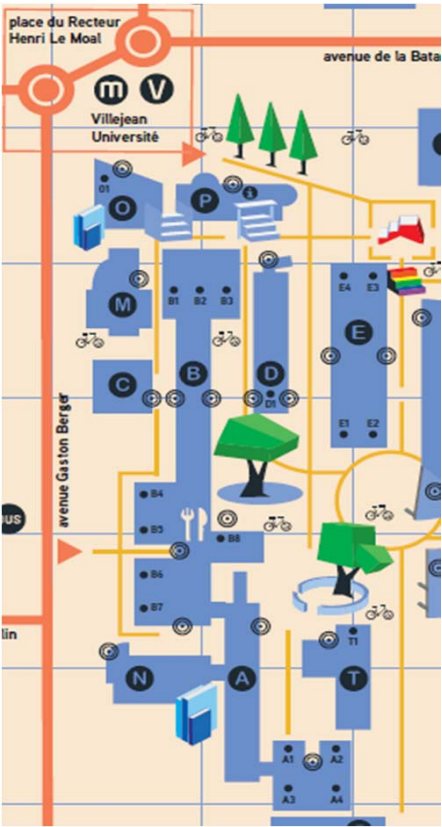 place du Recteur
Henri Le Moal
avenue de la Bata
m V
Villejean
Université
O1
O
P
i
M
B1 B2 B3
E4 E3
E
C
B
D
D1
avenue Gaston Berger
E1 E2
B4
B5
B8
BUS
B6
B7
lin
T1
N
A
T
A1 A2
A3 A4